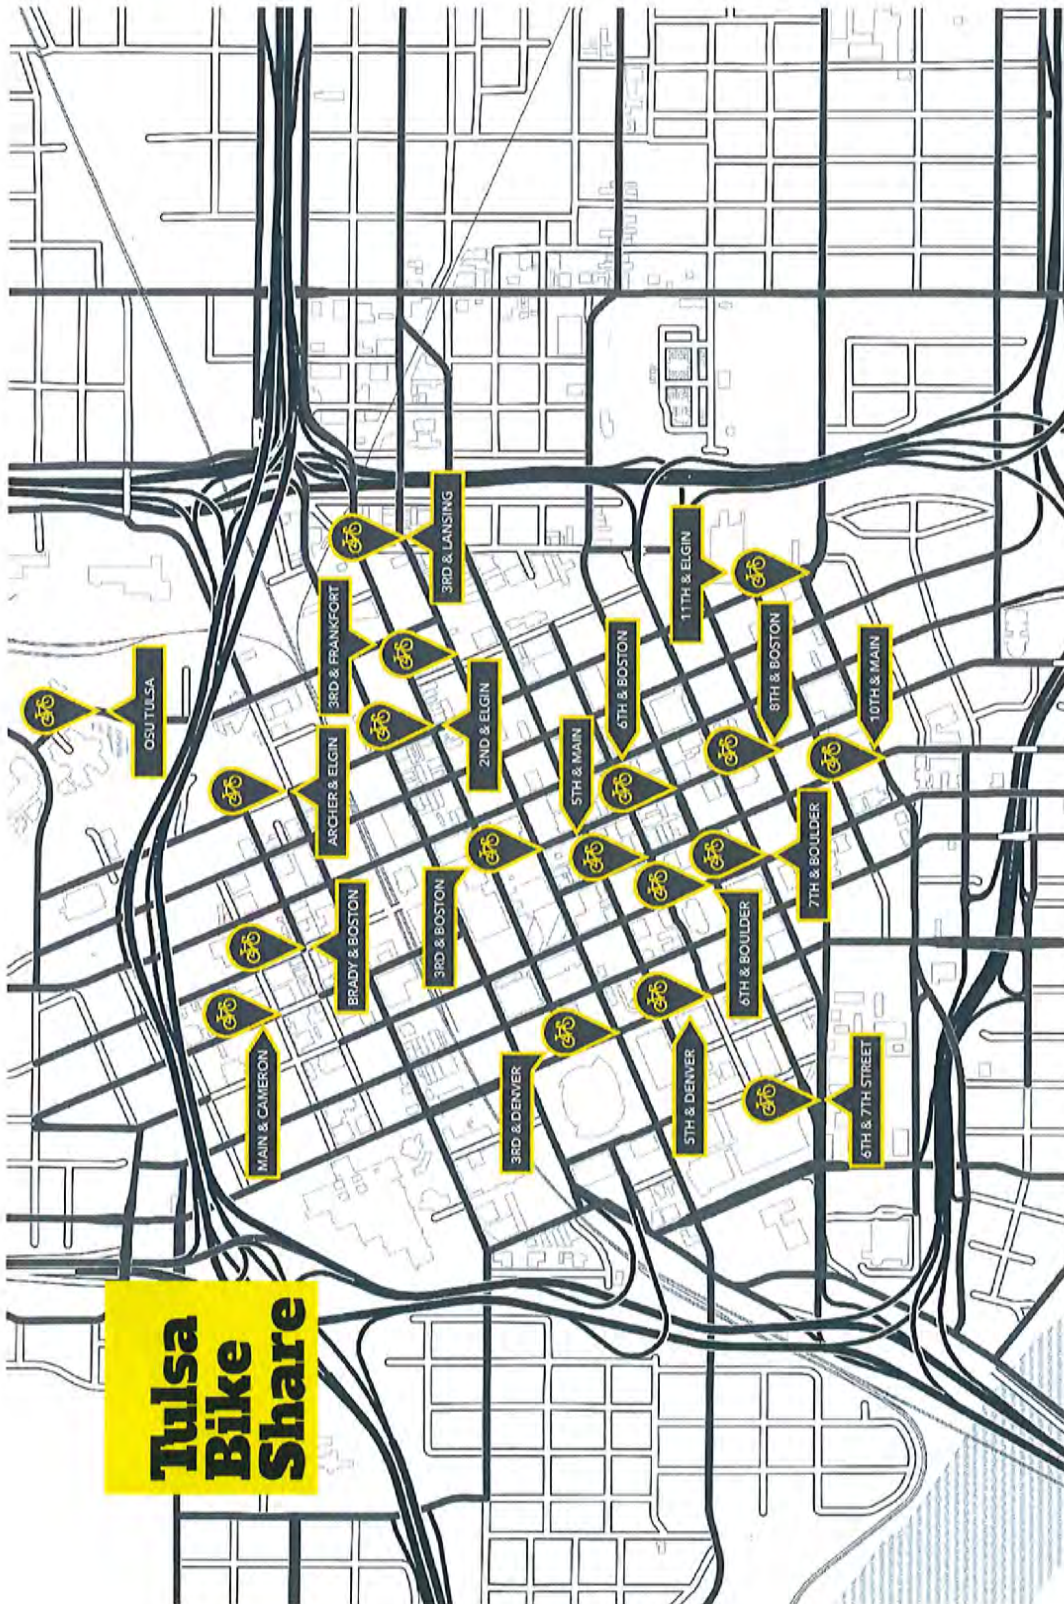 Tulsa
Bike
Share
OSU TULSA
MAIN & CAMERON
ARCHER & ELGIN
3RD & FRANKFORT
BRADY & BOSTON
3RD & BOSTON
3RD & LANSING
2ND & ELGIN
3RD & DENVER
5TH & MAIN
6TH & BOSTON
5TH & DENVER
11TH & ELGIN
6TH & BOULDER
8TH & BOSTON
7TH & BOULDER
6TH & 7TH STREET
10TH & MAIN